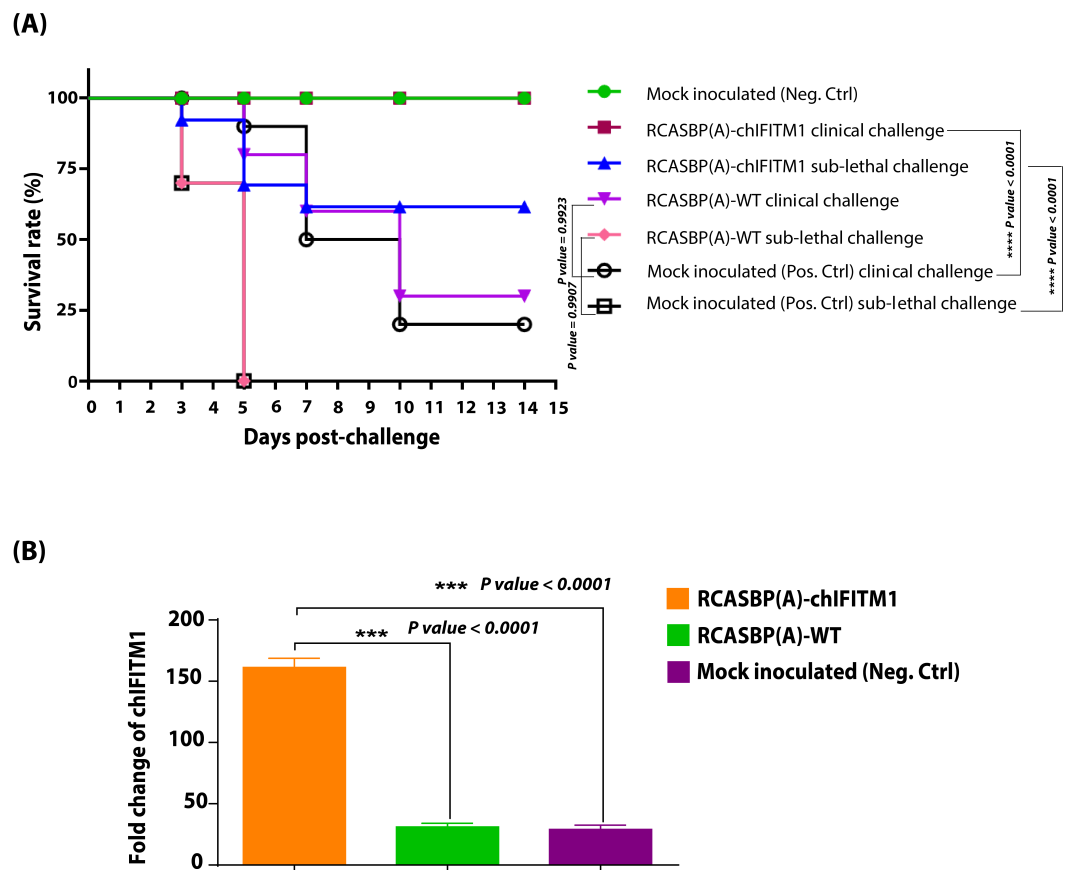 (A)
Survival rate (%)
100
75
50
25
0
0 1 2 3 4 5 6 7 8 9 10 11 12 13 14 15
Days post-challenge
Mock inoculated (Neg. Ctrl)
RCASBP(A)-chIFITM1 clinical challenge
RCASBP(A)-chIFITM1 sub-lethal challenge
RCASBP(A)-WT clinical challenge
RCASBP(A)-WT sub-lethal challenge
Mock inoculated (Pos. Ctrl) clinical challenge
Mock inoculated (Pos. Ctrl) sub-lethal challenge
P value = 0.9923
P value = 0.9907
**** P value < 0.0001
**** P value < 0.0001
(B)
Fold change of chIFITM1
200
150
100
50
0
*** P value < 0.0001
*** P value < 0.0001
RCASBP(A)-chIFITM1
RCASBP(A)-WT
Mock inoculated (Neg. Ctrl)